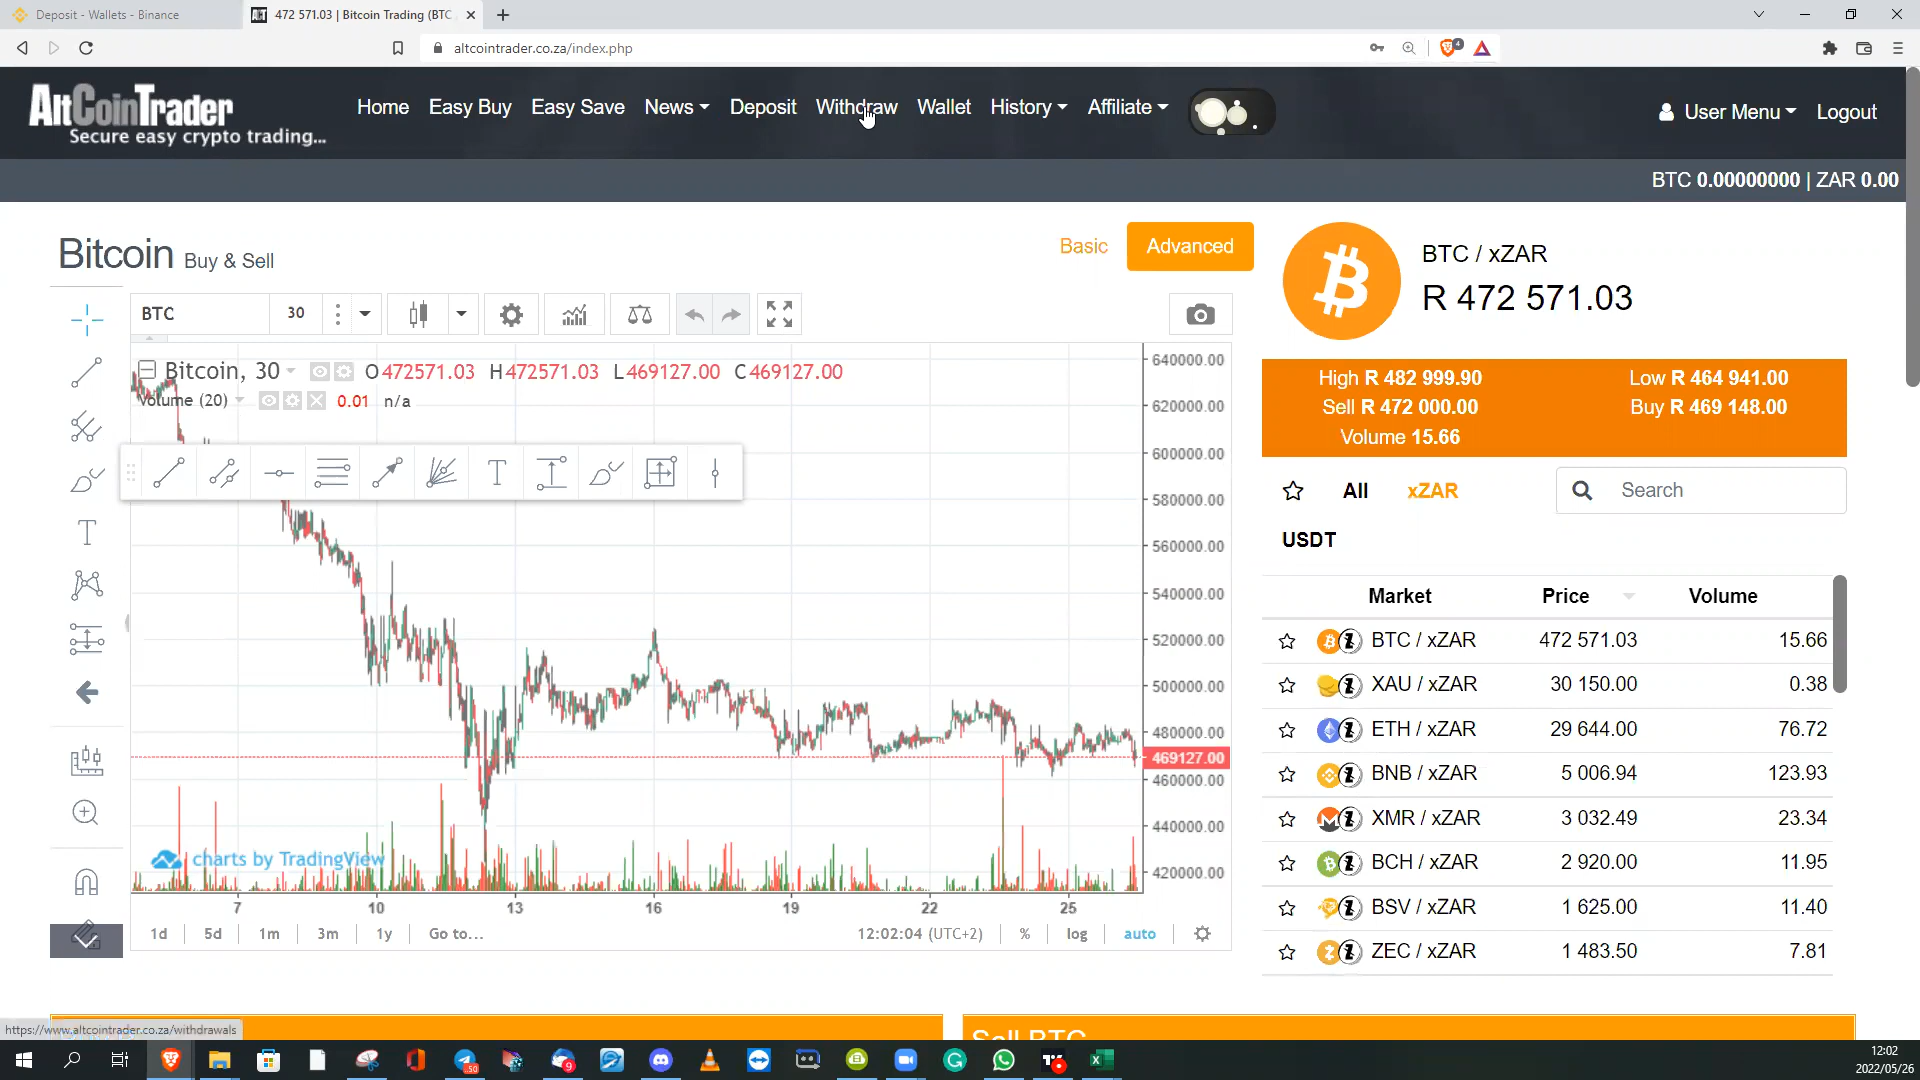 Deposit - Wallets - Binance
472 571.03 | Bitcoin Trading (BTC
altcointrader.co.za/index.php
4
AltCoinTrader
Secure easy crypto trading...
Home Easy Buy Easy Save News Deposit Withdraw Wallet History Affiliate
User Menu Logout
BTC 0.00000000 | ZAR 0.00
Bitcoin Buy & Sell
Basic Advanced
BTC / xZAR
R 472 571.03
BTC 30
Bitcoin, 30 O472571.03 H472571.03 L469127.00 C469127.00
Volume (20) 0.01 n/a
High R 482 999.90 Low R 464 941.00
Sell R 472 000.00 Buy R 469 148.00
Volume 15.66
All xZAR Search
USDT
Market Price Volume
BTC / xZAR 472 571.03 15.66
XAU / xZAR 30 150.00 0.38
ETH / xZAR 29 644.00 76.72
BNB / xZAR 5 006.94 123.93
XMR / xZAR 3 032.49 23.34
BCH / xZAR 2 920.00 11.95
BSV / xZAR 1 625.00 11.40
ZEC / xZAR 1 483.50 7.81
T
T
640000.00
620000.00
600000.00
580000.00
560000.00
540000.00
520000.00
500000.00
480000.00
469127.00
460000.00
440000.00
420000.00
charts by TradingView
7 10 13 16 19 22 25
1d 5d 1m 3m 1y Go to... 12:02:04 (UTC+2) % log auto
Sell BTC
https://www.altcointrader.co.za/withdrawals
50
9
12:02
2022/05/26